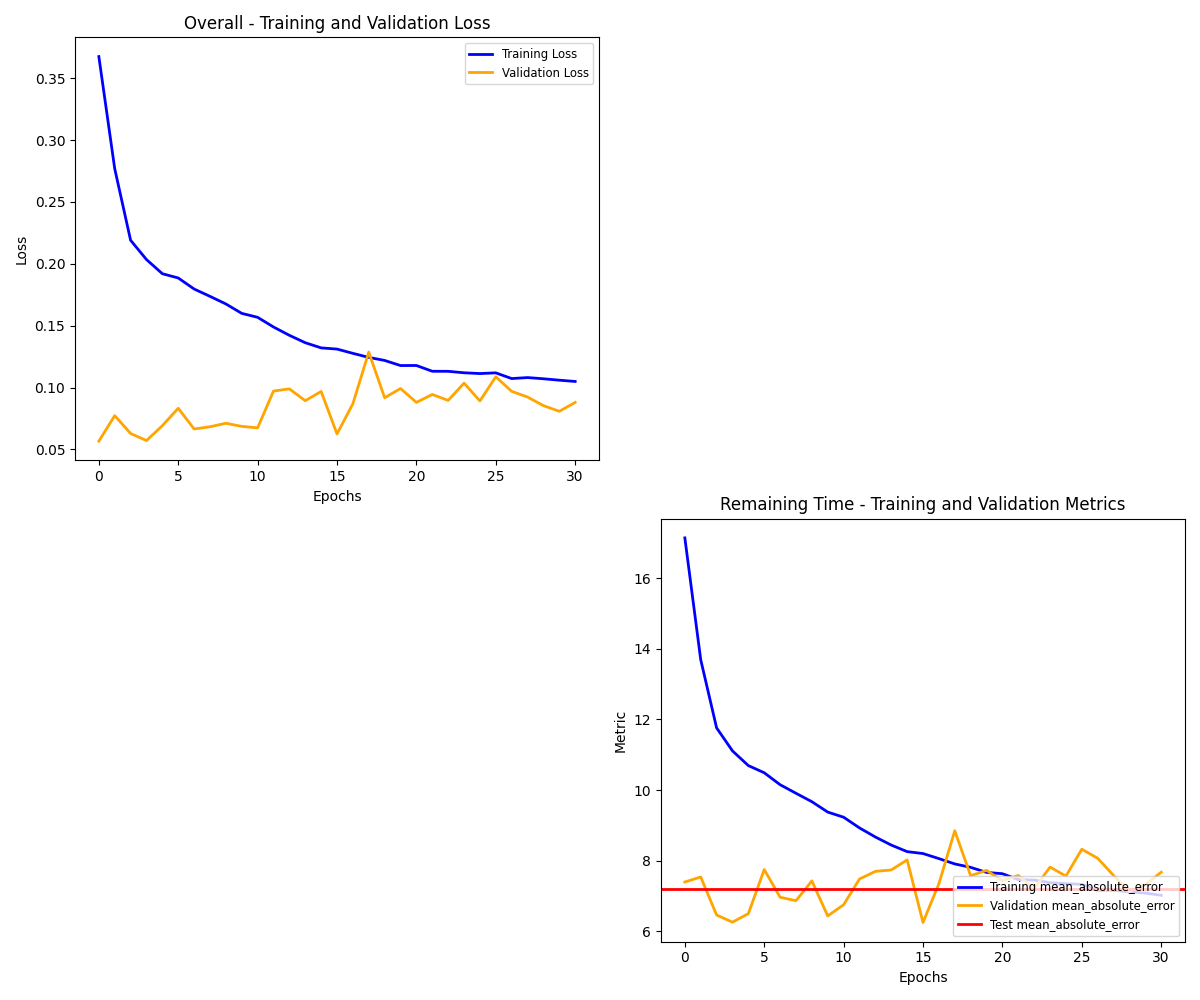 Overall - Training and Validation Loss
Training Loss
Validation Loss
0.35
0.30
0.25
0.20
0.15
0.10
0.05
Loss
0 5 10 15 20 25 30
Epochs
Remaining Time - Training and Validation Metrics
16
14
12
10
8
6
Metric
Training mean_absolute_error
Validation mean_absolute_error
Test mean_absolute_error
0 5 10 15 20 25 30
Epochs